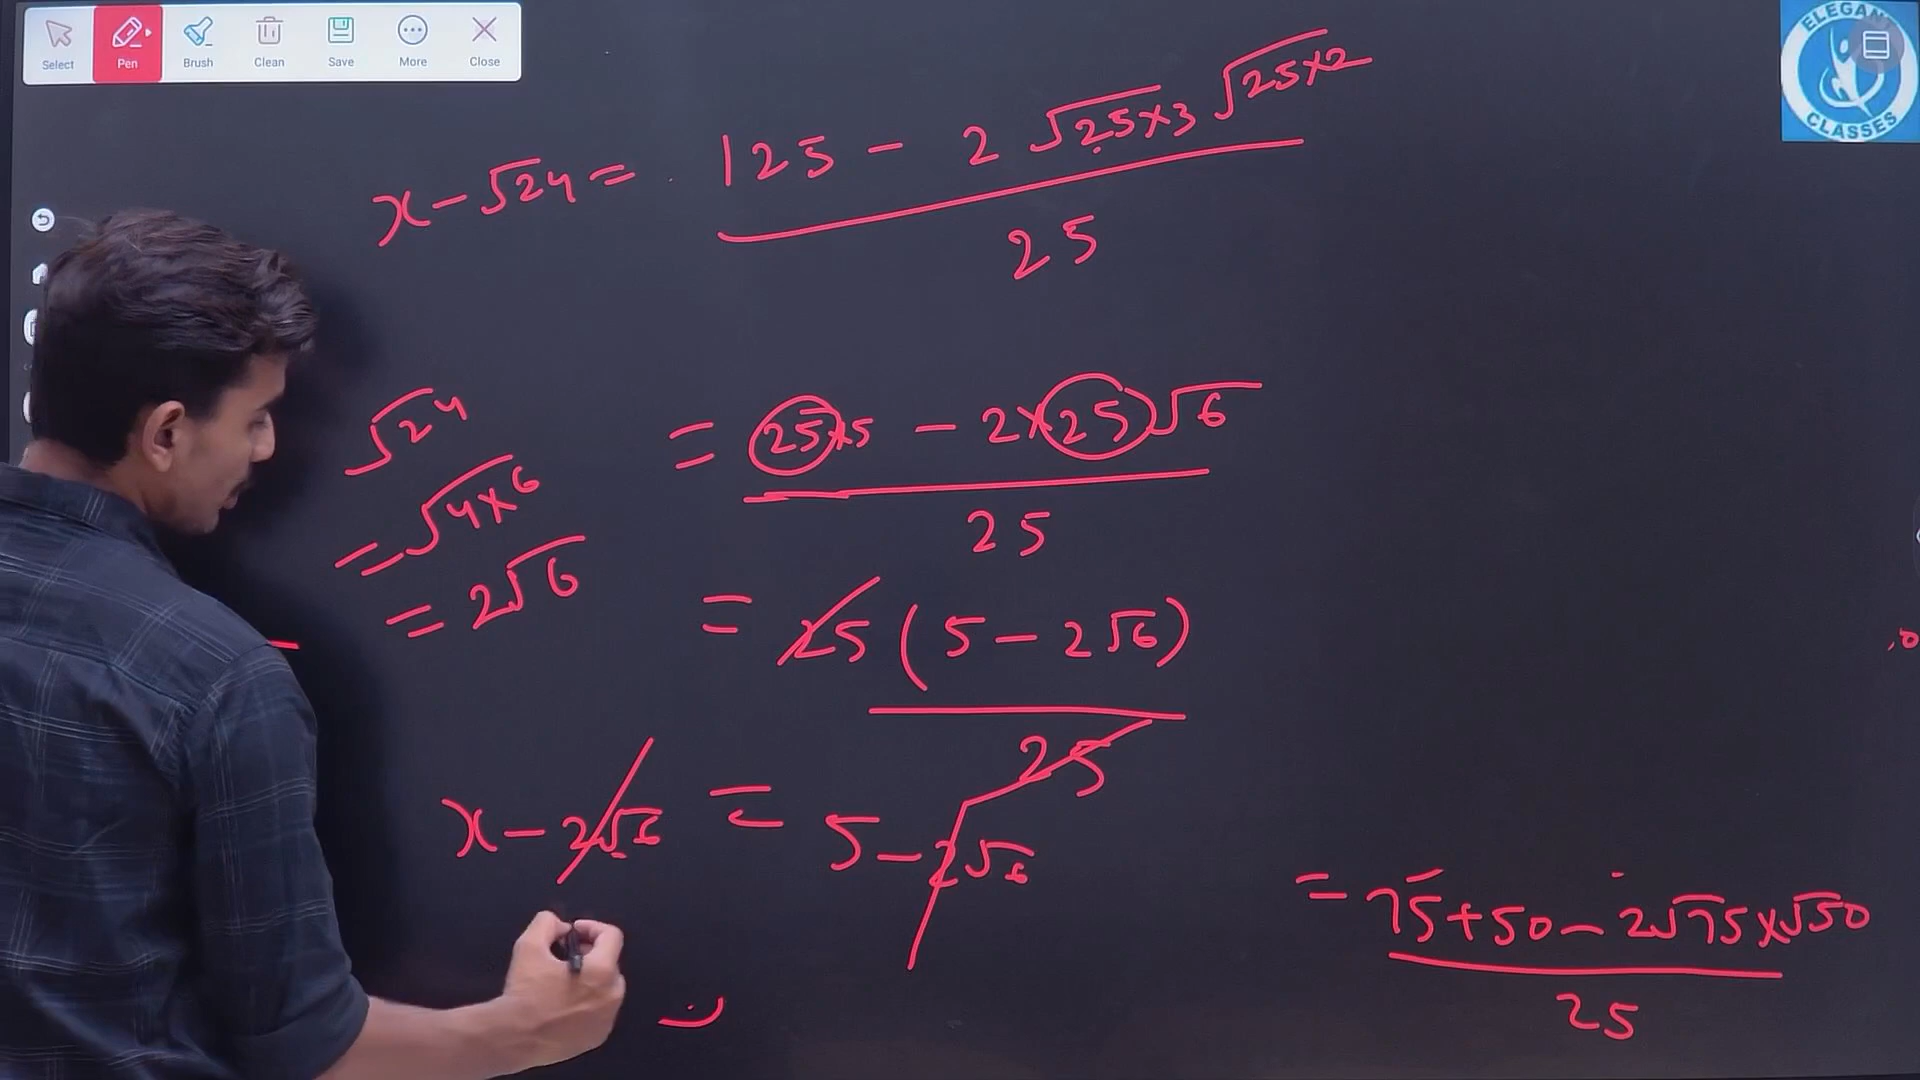 Select Pen Brush Clean Save More Close
ELEGANT
CLASSES
x - √24 = 125 - 2 √25×3 √25×2
25
√24
= √4×6
= 2√6
= 25×5 - 2×25√6
25
= 25 (5 - 2√6)
25
x - 2√6 = 5 - 2√6
= 75 + 50 - 2√75 × √50
25